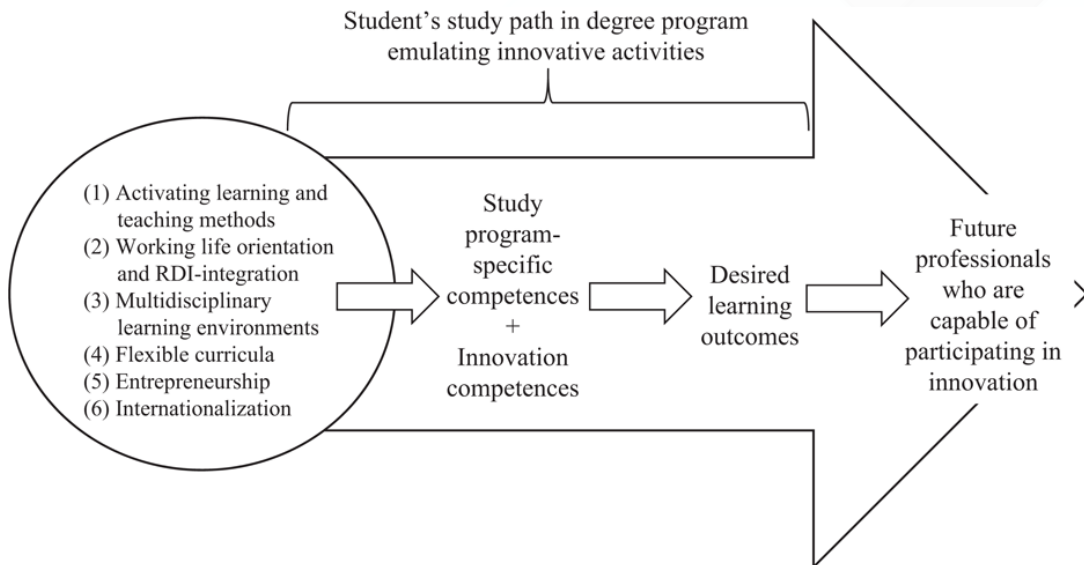 Student's study path in degree program
emulating innovative activities
(1) Activating learning and
teaching methods
(2) Working life orientation
and RDI-integration
(3) Multidisciplinary
learning environments
(4) Flexible curricula
(5) Entrepreneurship
(6) Internationalization
Study
program-
specific
competences
+
Innovation
competences
Desired
learning
outcomes
Future
professionals
who are
capable of
participating in
innovation